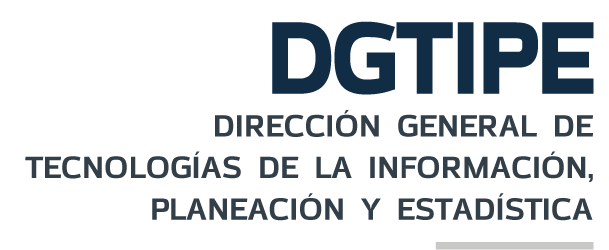 DGTIPE
DIRECCIÓN GENERAL DE
TECNOLOGÍAS DE LA INFORMACIÓN,
PLANEACIÓN Y ESTADÍSTICA